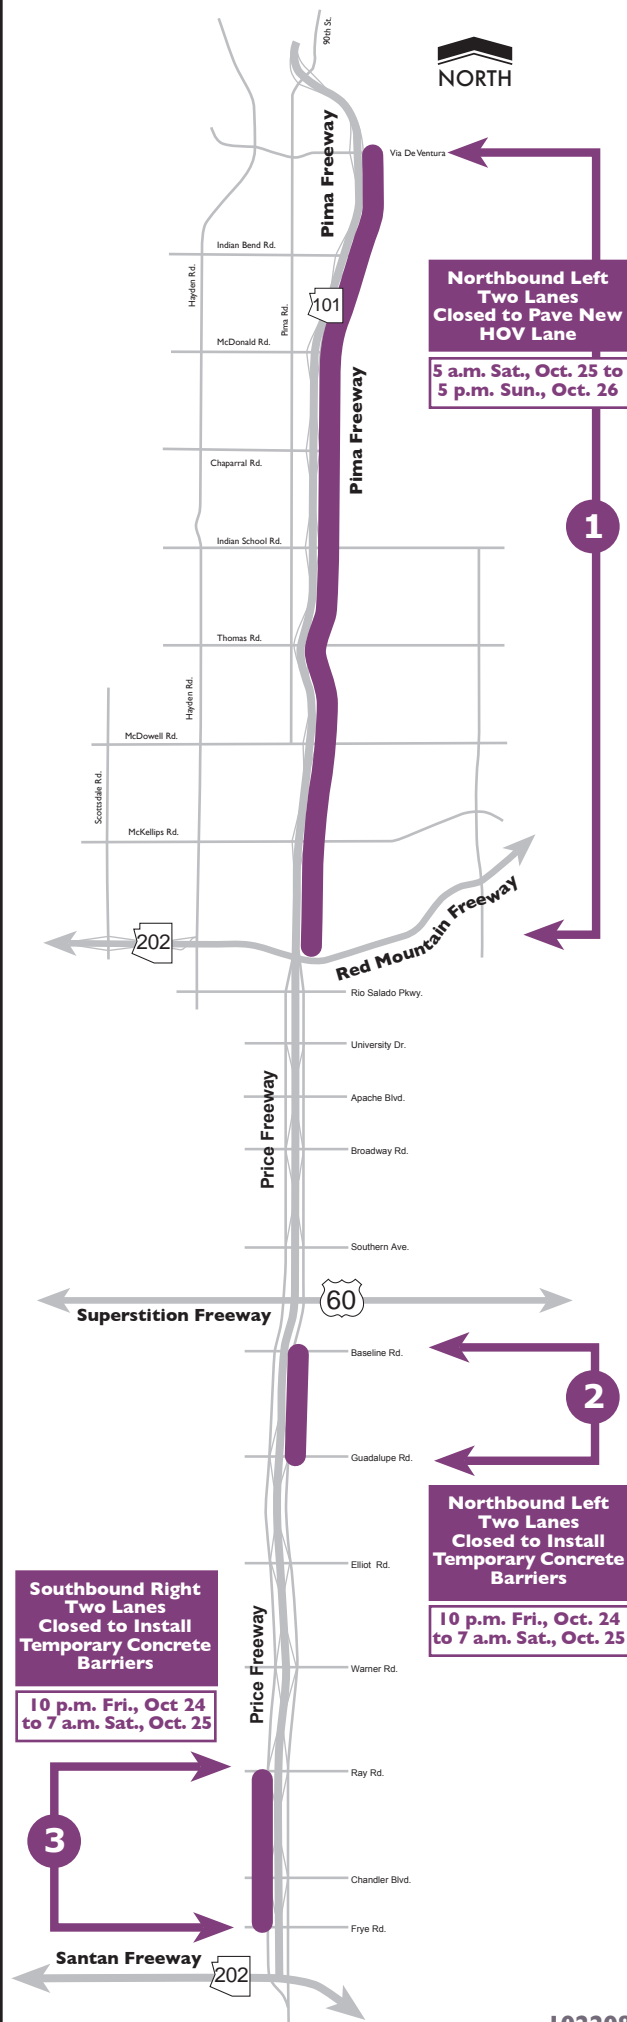 90th St.
NORTH
Pima Freeway
Via De Ventura
Indian Bend Rd.
Hayden Rd.
Northbound Left
Two Lanes
Closed to Pave New
HOV Lane
101
Pima Rd.
McDonald Rd.
5 a.m. Sat., Oct. 25 to
5 p.m. Sun., Oct. 26
Pima Freeway
Chaparral Rd.
1
Indian School Rd.
Thomas Rd.
Hayden Rd.
McDowell Rd.
Scottsdale Rd.
McKellips Rd.
202
Red Mountain Freeway
Rio Salado Pkwy.
University Dr.
Price Freeway
Apache Blvd.
Broadway Rd.
Southern Ave.
60
Superstition Freeway
Baseline Rd.
2
Guadalupe Rd.
Northbound Left
Two Lanes
Closed to Install
Temporary Concrete
Barriers
10 p.m. Fri., Oct. 24
to 7 a.m. Sat., Oct. 25
Elliot Rd.
Southbound Right
Two Lanes
Closed to Install
Temporary Concrete
Barriers
10 p.m. Fri., Oct 24
to 7 a.m. Sat., Oct. 25
Price Freeway
Warner Rd.
Ray Rd.
3
Chandler Blvd.
Frye Rd.
Santan Freeway
202